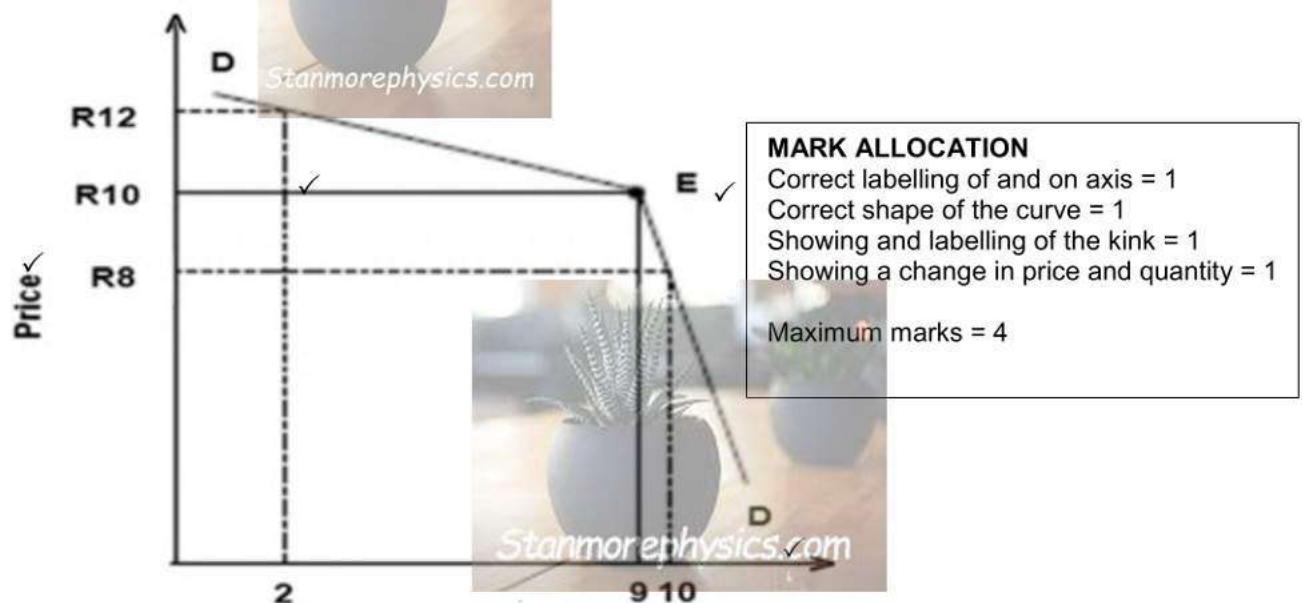 Stanmorephysics.com
D
R12
R10
E
R8
Price
MARK ALLOCATION
Correct labelling of and on axis = 1
Correct shape of the curve = 1
Showing and labelling of the kink = 1
Showing a change in price and quantity = 1
Maximum marks = 4
D
Stanmorephysics.com
2
9 10